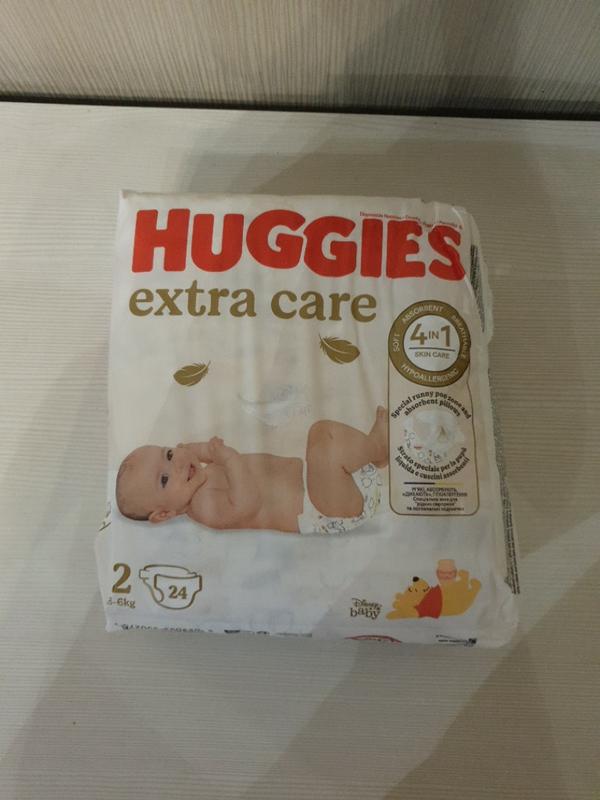 HUGGIES
extra care
SOFT ABSORBENT BREATHABLE
4 IN 1
SKIN CARE
HYPOALLERGENIC
Special runny poo zone and
absorbent pillows
Strato speciale per la pupù
liquida e cuscini assorbenti
2
3-6kg
24
Disney
baby